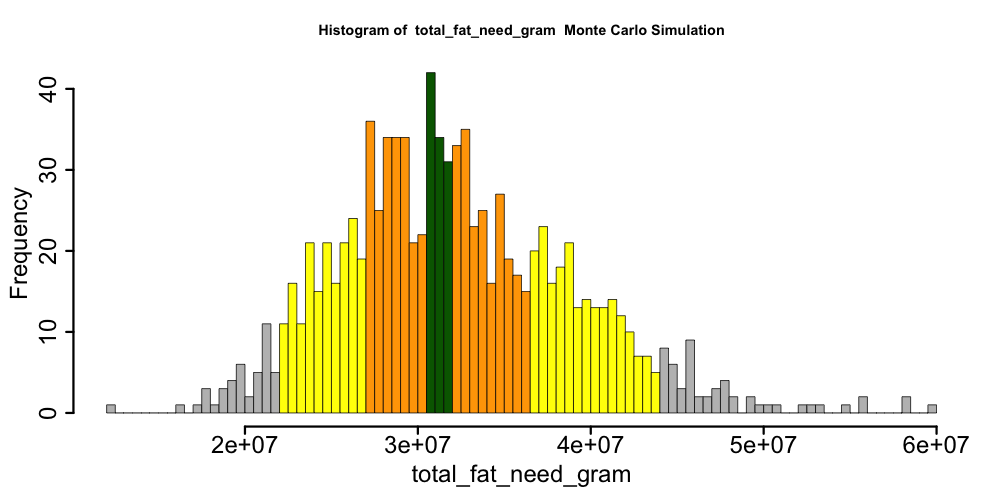 Histogram of  total_fat_need_gram  Monte Carlo Simulation
40
30
20
10
0
Frequency
2e+07 3e+07 4e+07 5e+07 6e+07
total_fat_need_gram